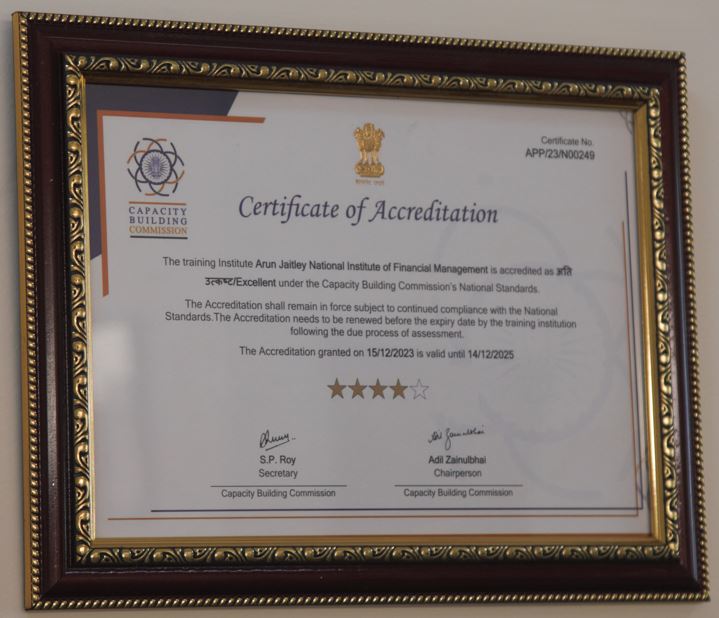 Certificate No.
APP/23/N00249
CAPACITY
BUILDING
COMMISSION
Certificate of Accreditation
The training Institute Arun Jaitley National Institute of Financial Management is accredited as अति
उत्कृष्ट/Excellent under the Capacity Building Commission's National Standards.
The Accreditation shall remain in force subject to continued compliance with the National
Standards.The Accreditation needs to be renewed before the expiry date by the training institution
following the due process of assessment.
The Accreditation granted on 15/12/2023 is valid until 14/12/2025
S.P. Roy
Secretary
Capacity Building Commission
Adil Zainulbhai
Chairperson
Capacity Building Commission